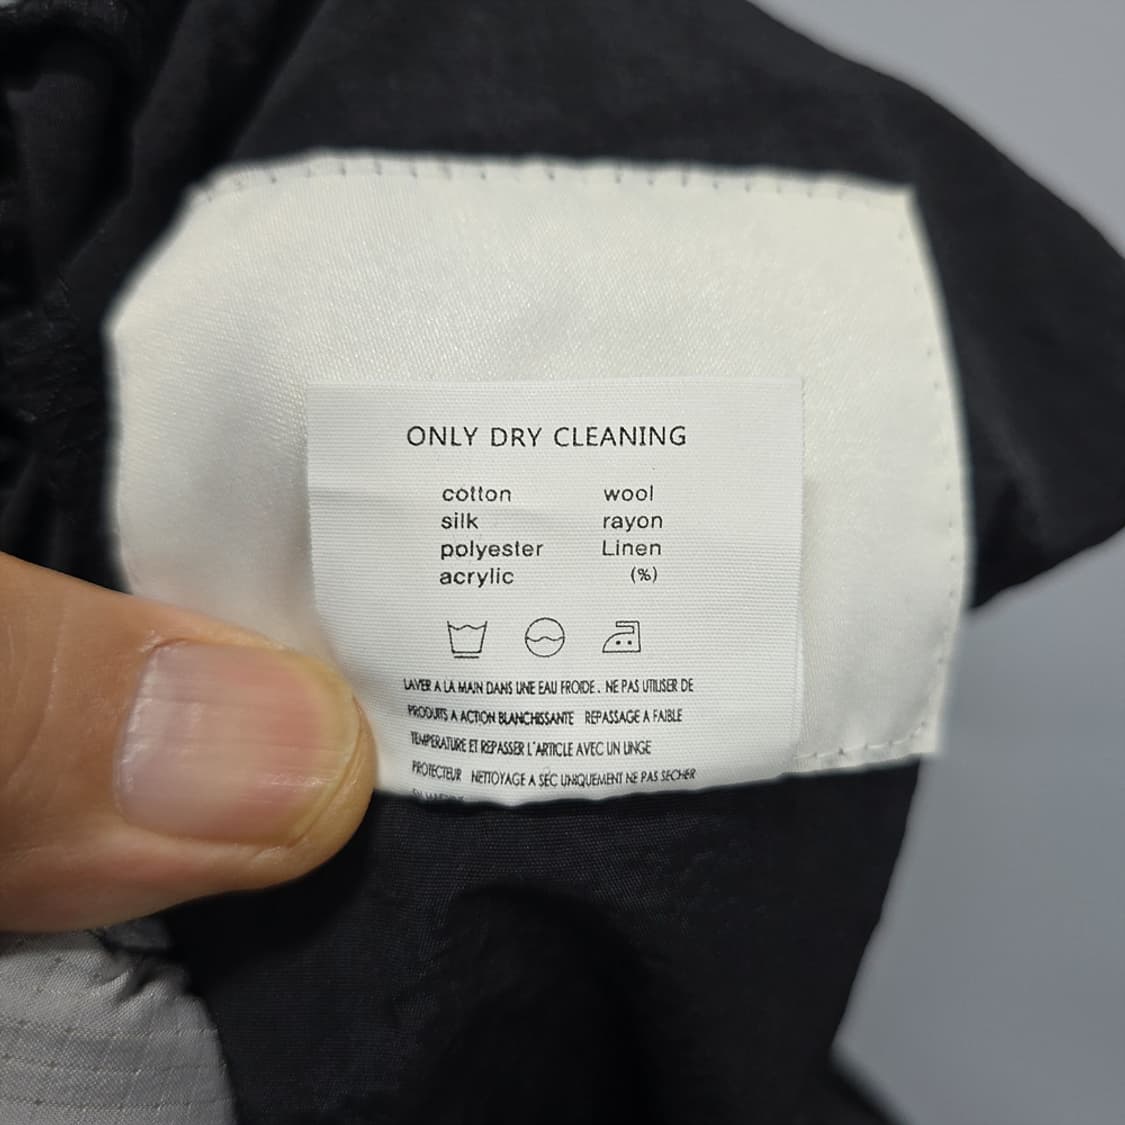 ONLY DRY CLEANING
cotton wool
silk rayon
polyester Linen
acrylic (%)
LAVER A LA MAIN DANS UNE EAU FROIDE. NE PAS UTILISER DE
PRODUITS A ACTION BLANCHISSANTE REPASSAGE A FAIBLE
TEMPERATURE ET REPASSER L'ARTICLE AVEC UN LINGE
PROTECTEUR NETTOYAGE A SEC UNIQUEMENT NE PAS SECHER